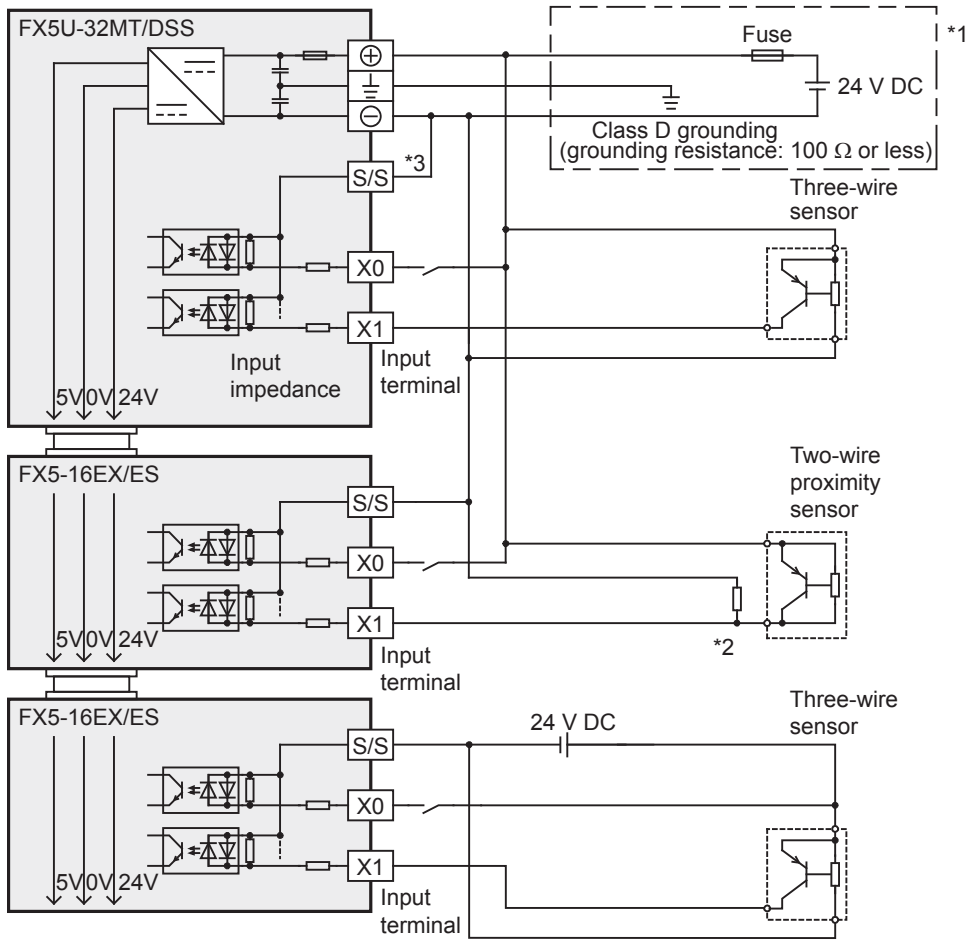 FX5U-32MT/DSS
Fuse
*1
24 V DC
Class D grounding
(grounding resistance: 100 Ω or less)
*3
S/S
Three-wire
sensor
X0
X1
Input
impedance
Input
terminal
5V 0V 24V
FX5-16EX/ES
Two-wire
proximity
sensor
S/S
X0
X1
*2
5V 0V 24V
Input
terminal
FX5-16EX/ES
Three-wire
sensor
24 V DC
S/S
X0
X1
5V 0V 24V
Input
terminal